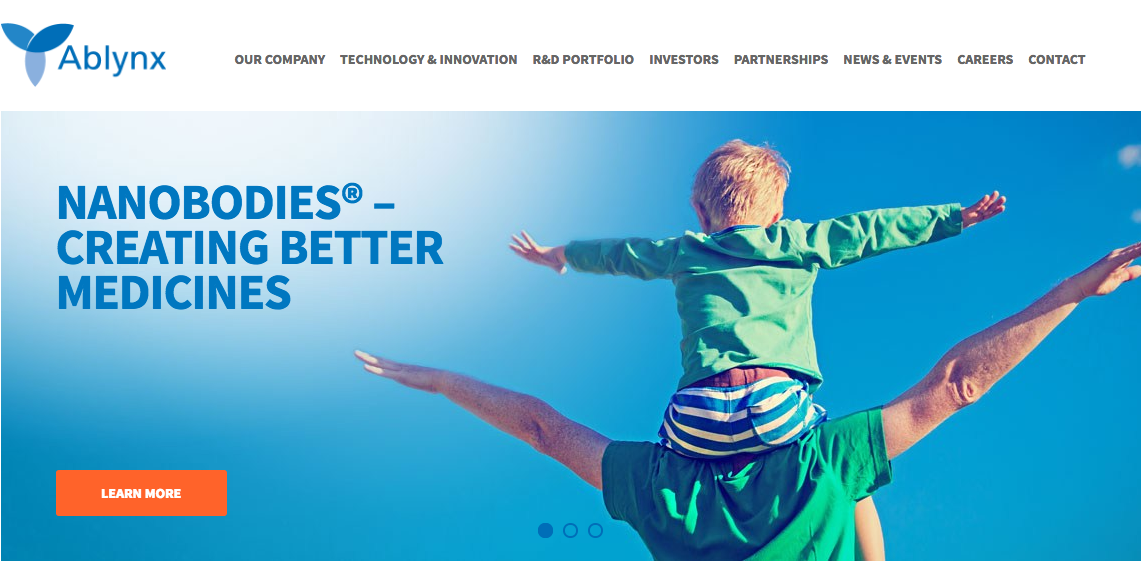 Ablynx
OUR COMPANY TECHNOLOGY & INNOVATION R&D PORTFOLIO INVESTORS PARTNERSHIPS NEWS & EVENTS CAREERS CONTACT
NANOBODIES® –
CREATING BETTER
MEDICINES
LEARN MORE